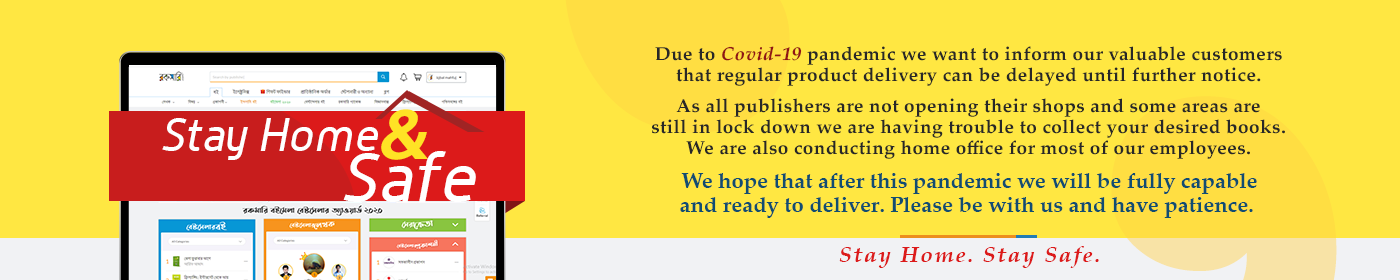 রকমারি
Stay Home &
Safe
রকমারি বইমেলা বেস্টসেলার অ্যাওয়ার্ড ২০২০
বেস্টসেলার বই
Due to Covid-19 pandemic we want to inform our valuable customers
that regular product delivery can be delayed until further notice.
As all publishers are not opening their shops and some areas are
still in lock down we are having trouble to collect your desired books.
We are also conducting home office for most of our employees.
We hope that after this pandemic we will be fully capable
and ready to deliver. Please be with us and have patience.
Stay Home. Stay Safe.